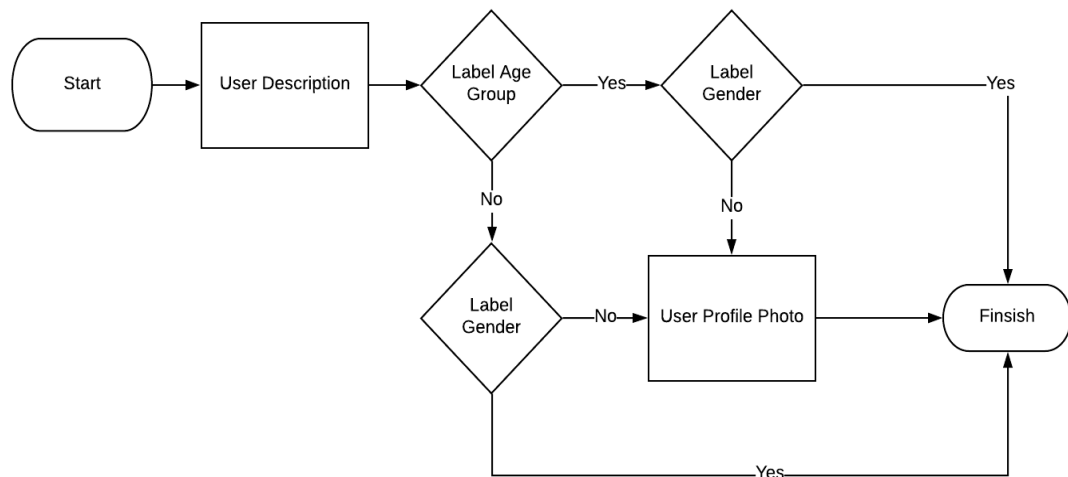 Start
User Description
Label Age
Group
Yes
Label
Gender
Yes
No
No
Label
Gender
No
User Profile Photo
Finsish
Yes